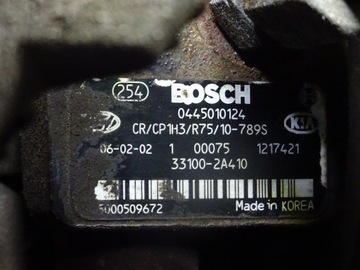 254 BOSCH
0445010124
CR/CP1H3/R75/10-789S
KIA
06-02-02 1 00075 1217421
33100-2A410
5000509672 Made in KOREA